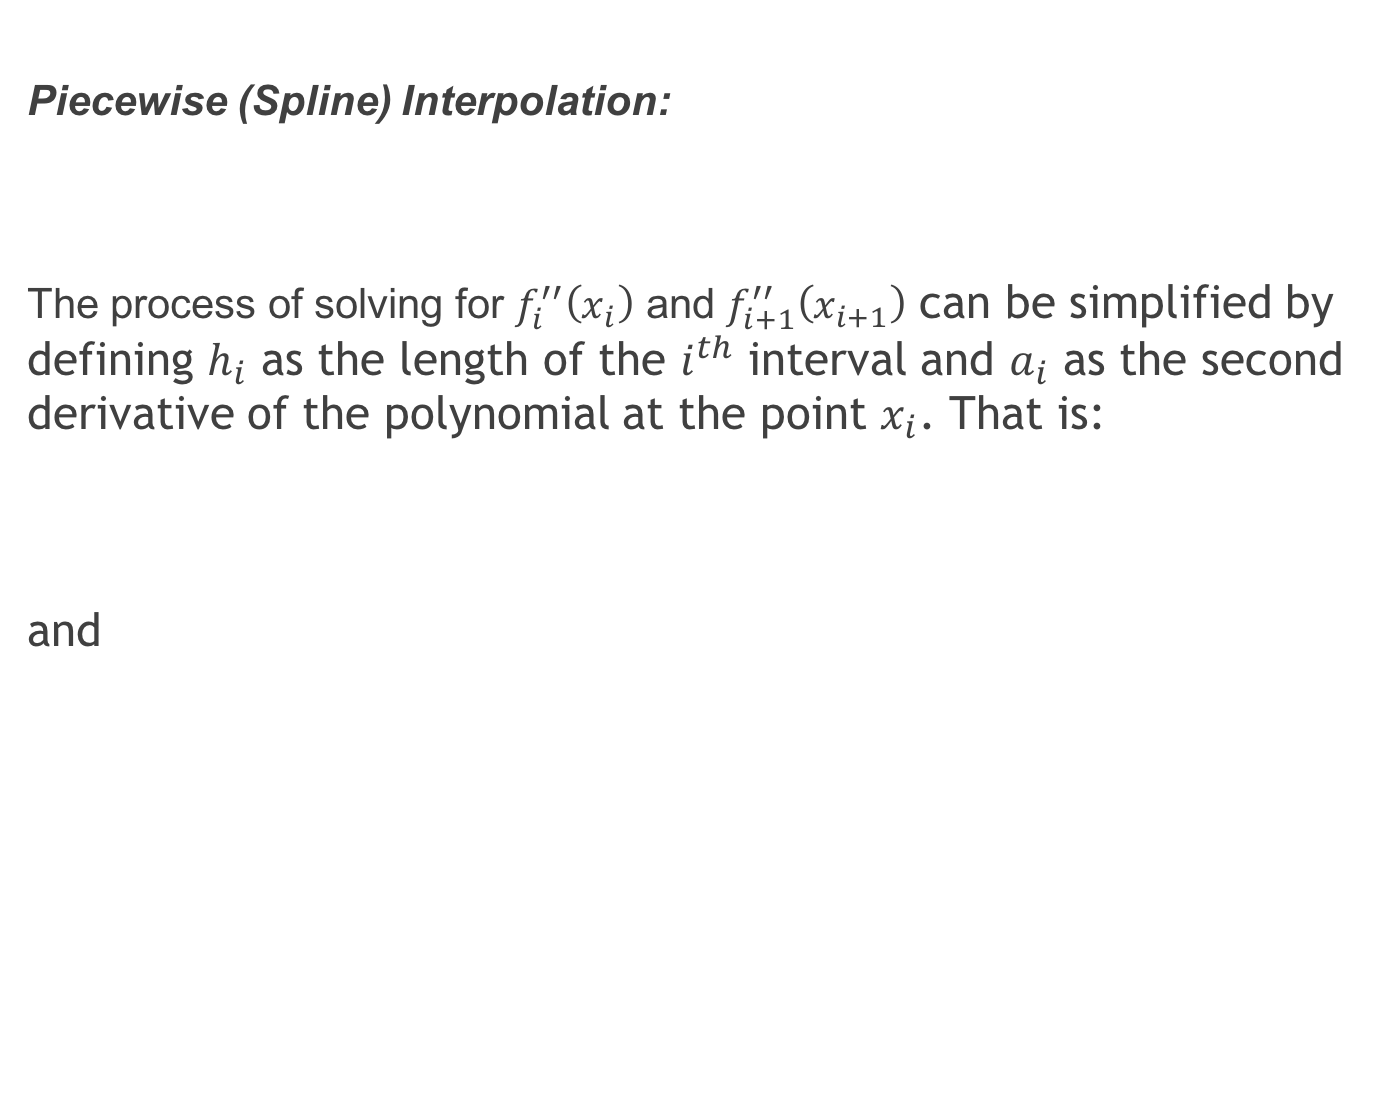 Piecewise (Spline) Interpolation:
The process of solving for f_i''(x_i) and f_{i+1}''(x_{i+1}) can be simplified by
defining h_i as the length of the i^{th} interval and a_i as the second
derivative of the polynomial at the point x_i. That is:
and